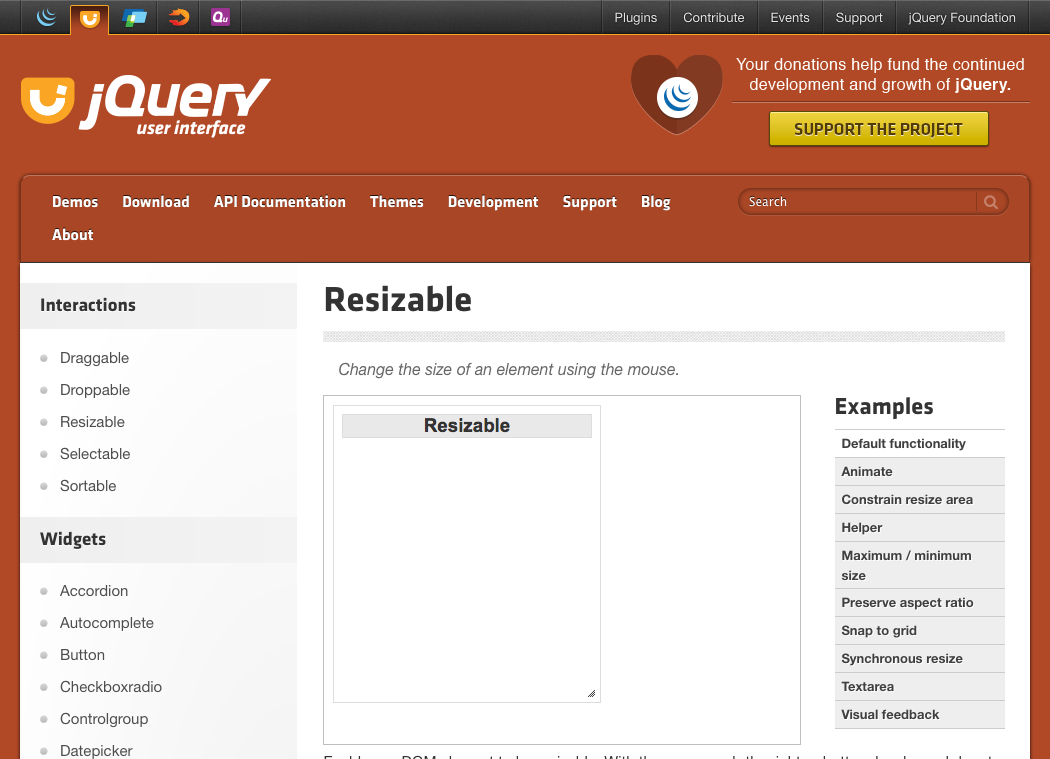 Plugins Contribute Events Support jQuery Foundation
Qu
jQuery
user interface
Your donations help fund the continued
development and growth of jQuery.
SUPPORT THE PROJECT
Demos Download API Documentation Themes Development Support Blog
About
Search
Interactions
Draggable
Droppable
Resizable
Selectable
Sortable
Widgets
Accordion
Autocomplete
Button
Checkboxradio
Controlgroup
Datepicker
Resizable
Change the size of an element using the mouse.
Resizable
Examples
Default functionality
Animate
Constrain resize area
Helper
Maximum / minimum
size
Preserve aspect ratio
Snap to grid
Synchronous resize
Textarea
Visual feedback